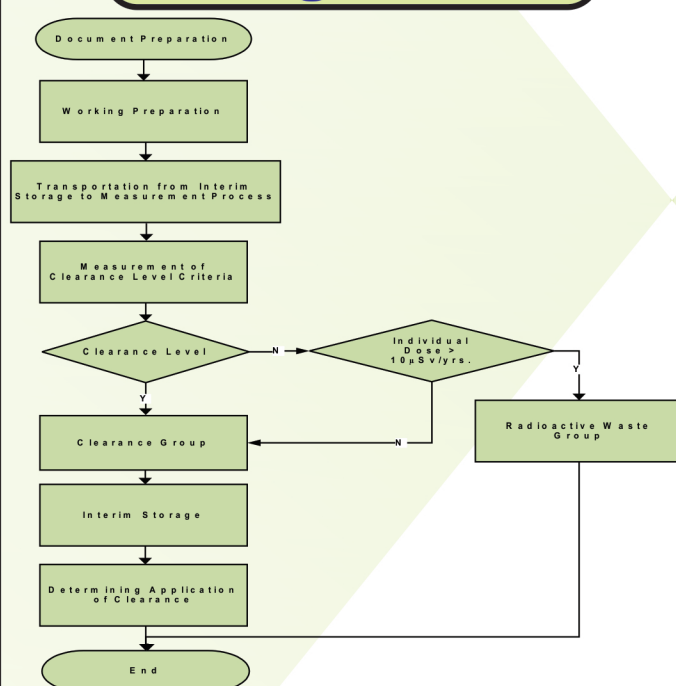 Document Preparation
Working Preparation
Transportation from Interim
Storage to Measurement Process
Measurement of
Clearance Level Criteria
Clearance Level
N
Individual
Dose >
10μSv/yrs.
Y
Y
Radioactive Waste
Group
Clearance Group
N
Interim Storage
Determining Application
of Clearance
End